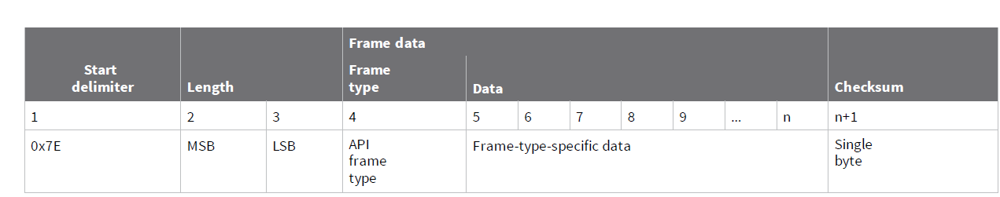 Frame data
Start
delimiter
Length
Frame
type
Data
Checksum
1
2
3
4
5
6
7
8
9
...
n
n+1
0x7E
MSB
LSB
API
frame
type
Frame-type-specific data
Single
byte